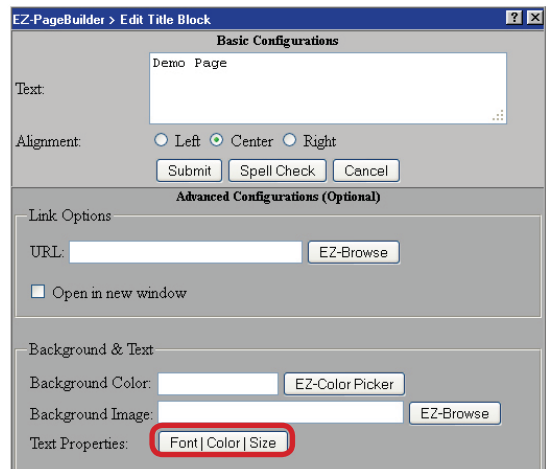 EZ-PageBuilder > Edit Title Block ? X
Basic Configurations
Demo Page
Text:
Alignment: Left Center Right
Submit Spell Check Cancel
Advanced Configurations (Optional)
Link Options
URL: EZ-Browse
Open in new window
Background & Text
Background Color: EZ-Color Picker
Background Image: EZ-Browse
Text Properties: Font | Color | Size